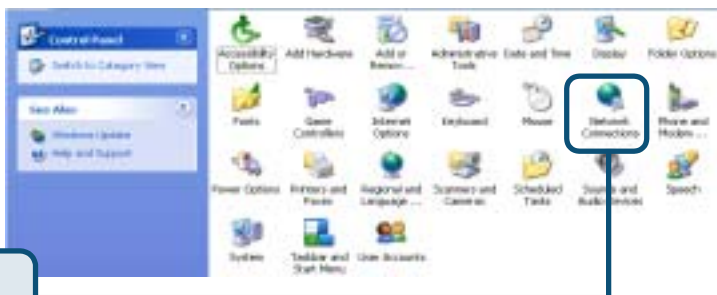 Control Panel
Switch to Category View
See Also
Windows Update
Help and Support
Accessibility Options
Add Hardware
Add or Remov...
Administrative Tools
Date and Time
Display
Folder Options
Fonts
Game Controllers
Internet Options
Keyboard
Mouse
Network Connections
Phone and Modem ...
Power Options
Printers and Faxes
Regional and Language ...
Scanners and Cameras
Scheduled Tasks
Sounds and Audio Devices
Speech
System
Taskbar and Start Menu
User Accounts